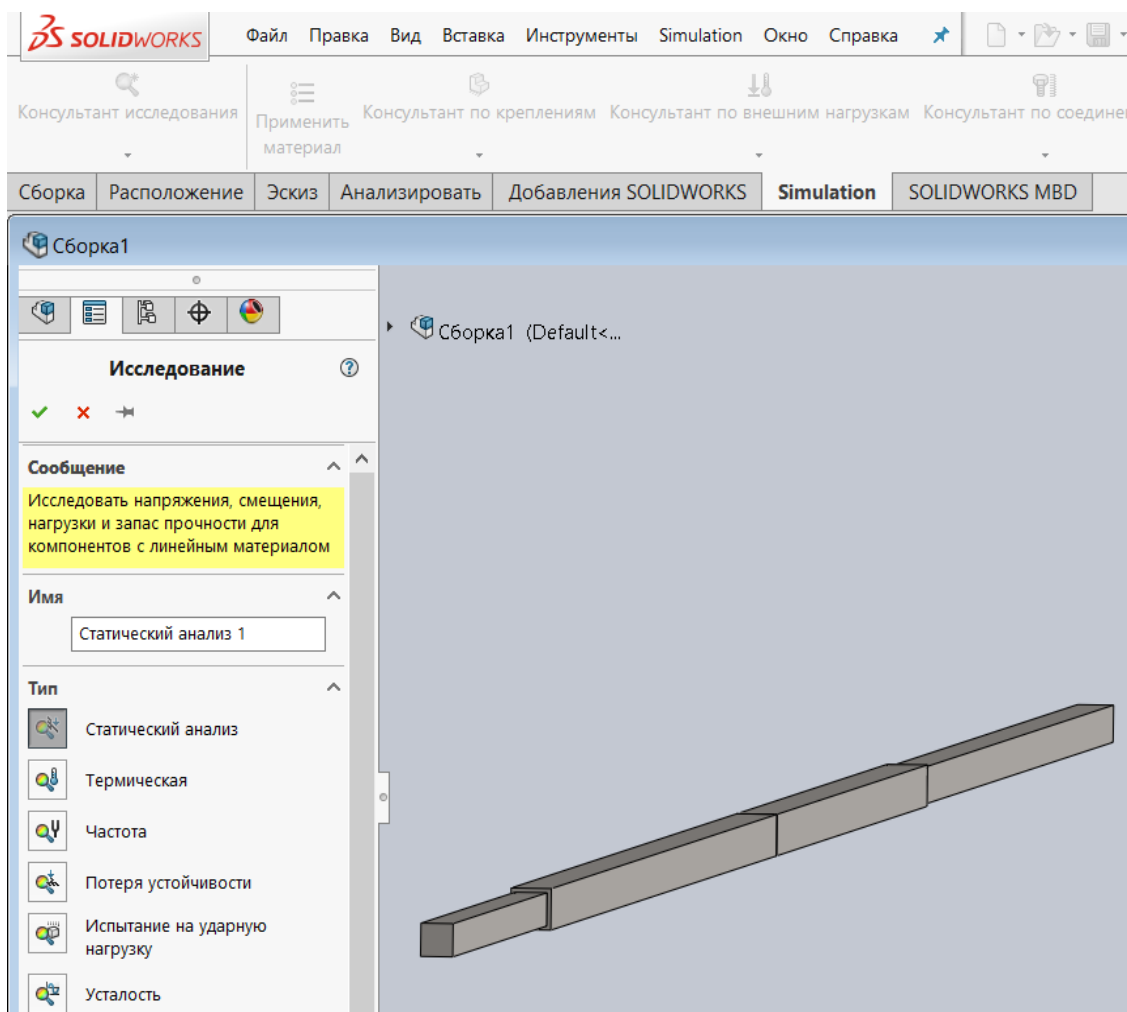 SOLIDWORKS Файл Правка Вид Вставка Инструменты Simulation Окно Справка
Консультант исследования
Применить
материал
Консультант по креплениям
Консультант по внешним нагрузкам
Консультант по соедине
Сборка Расположение Эскиз Анализировать Добавления SOLIDWORKS Simulation SOLIDWORKS MBD
Сборка1
Сборка1 (Default<...
Исследование
Сообщение
Исследовать напряжения, смещения,
нагрузки и запас прочности для
компонентов с линейным материалом
Имя
Статический анализ 1
Тип
Статический анализ
Термическая
Частота
Потеря устойчивости
Испытание на ударную
нагрузку
Усталость